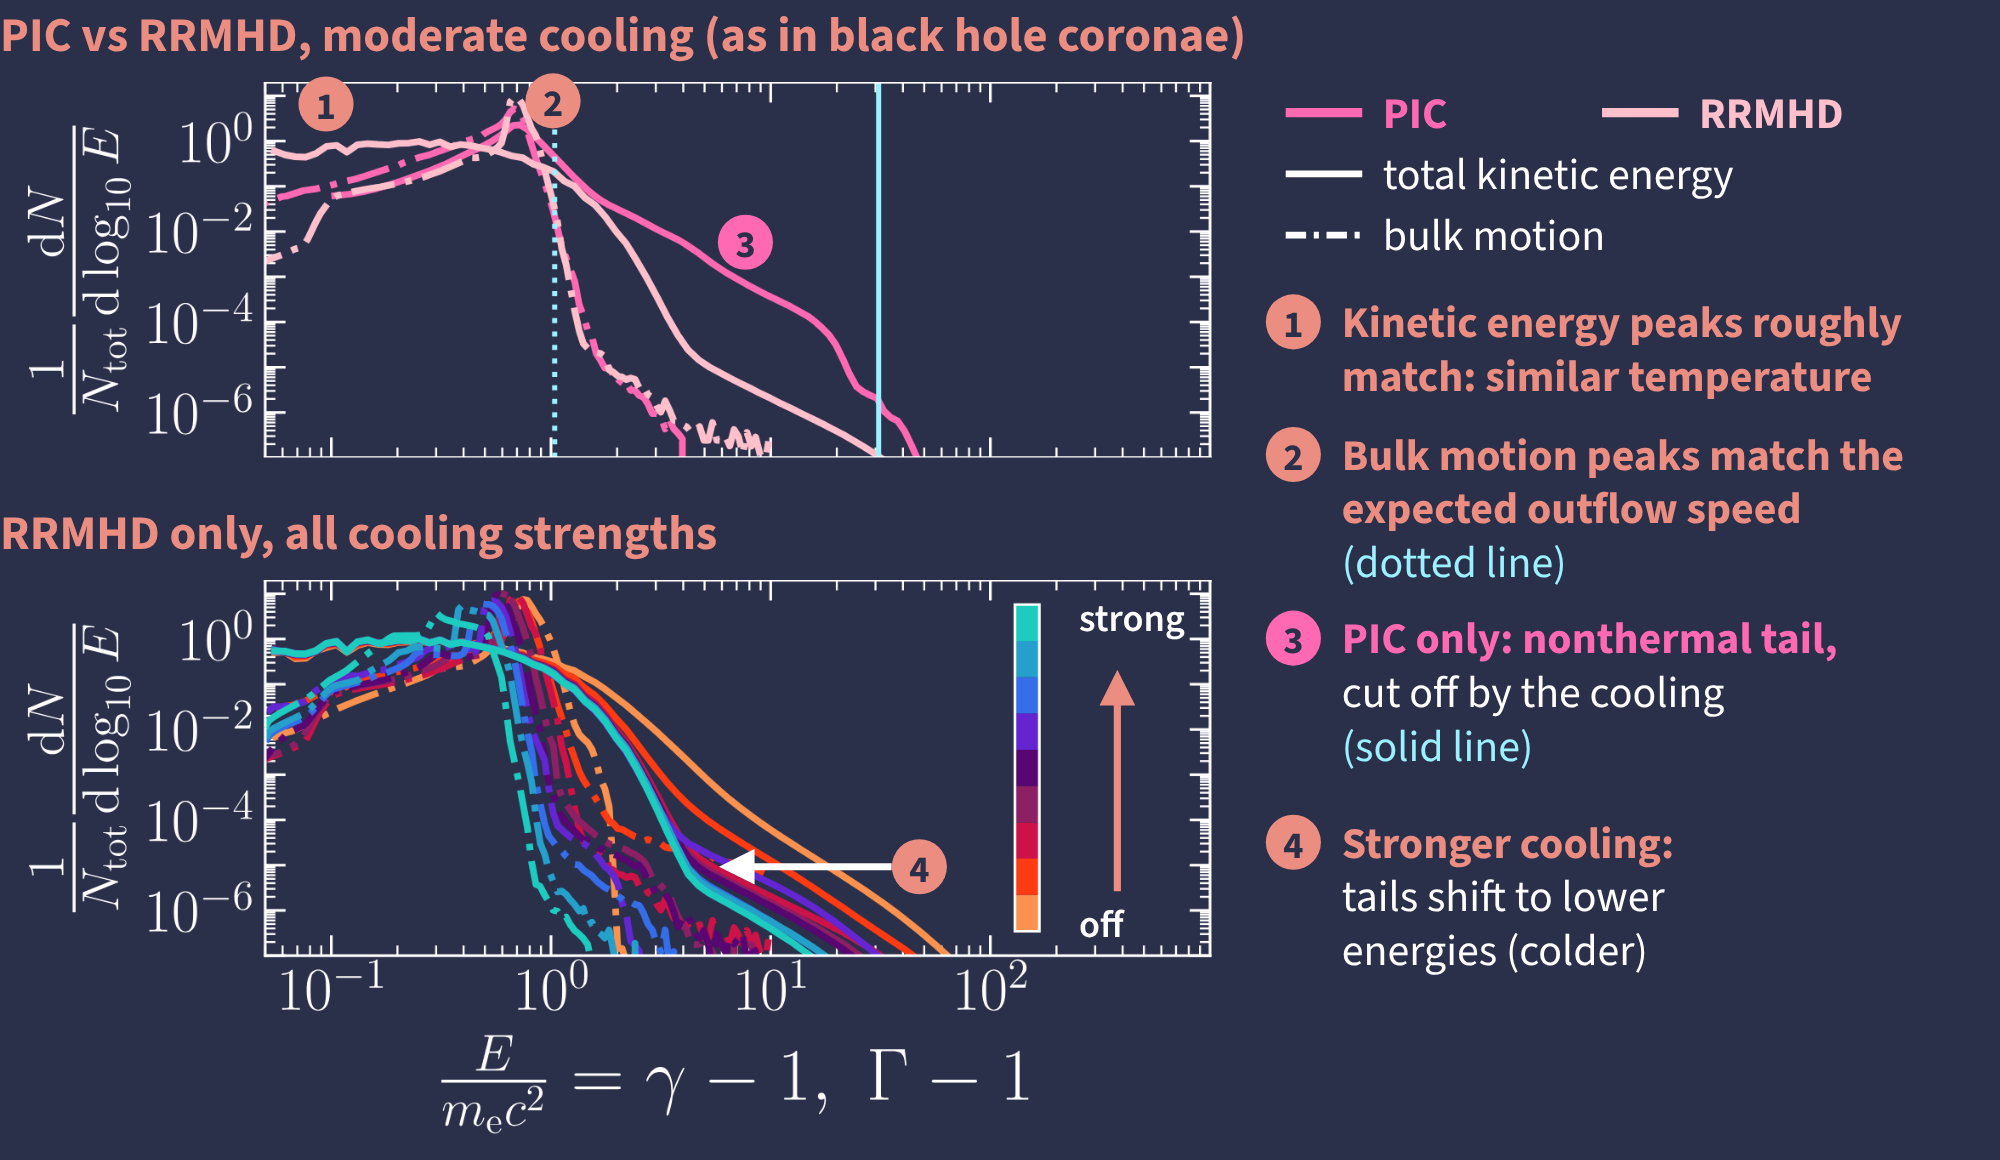 PIC vs RRMHD, moderate cooling (as in black hole coronae)
1
2
3
10^0
10^−2
10^−4
10^−6
1/N_tot dN/(d log_10 E)
PIC
RRMHD
total kinetic energy
bulk motion
1 Kinetic energy peaks roughly
match: similar temperature
2 Bulk motion peaks match the
expected outflow speed
(dotted line)
3 PIC only: nonthermal tail,
cut off by the cooling
(solid line)
4 Stronger cooling:
tails shift to lower
energies (colder)
RRMHD only, all cooling strengths
10^0
10^−2
10^−4
10^−6
1/N_tot dN/(d log_10 E)
strong
4
off
10^−1 10^0 10^1 10^2
E/(m_e c^2) = γ − 1, Γ − 1